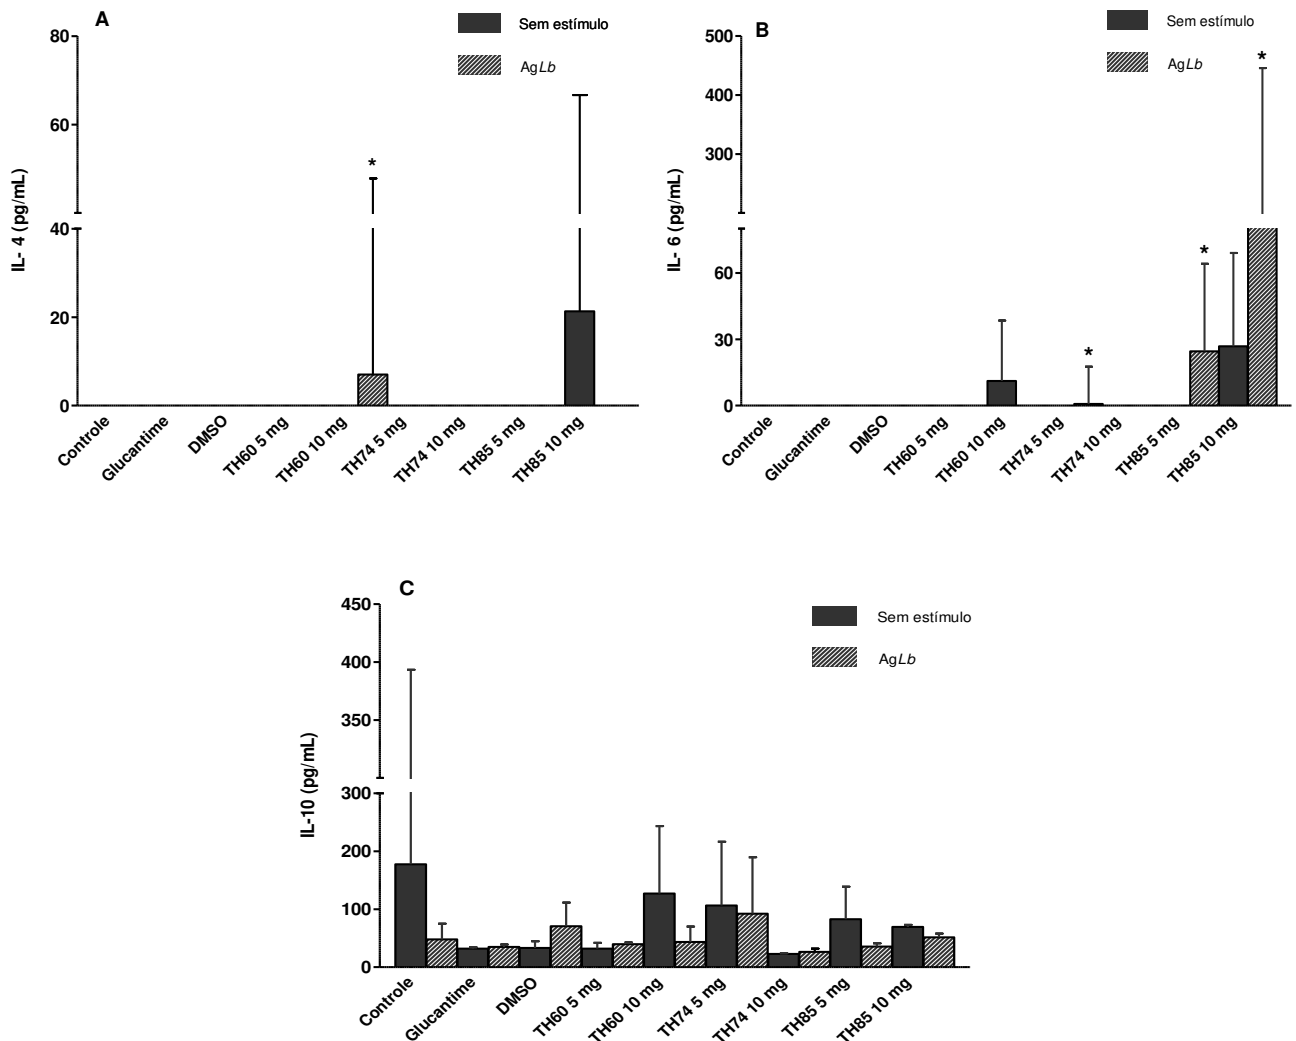 A
Sem estímulo
AgLb
80
60
40
20
0
IL- 4 (pg/mL)
*
Controle
Glucantime
DMSO
TH60 5 mg
TH60 10 mg
TH74 5 mg
TH74 10 mg
TH85 5 mg
TH85 10 mg
B
Sem estímulo
AgLb
500
400
300
60
30
0
IL- 6 (pg/mL)
*
*
*
Controle
Glucantime
DMSO
TH60 5 mg
TH60 10 mg
TH74 5 mg
TH74 10 mg
TH85 5 mg
TH85 10 mg
C
Sem estímulo
AgLb
450
400
350
300
200
100
0
IL-10 (pg/mL)
Controle
Glucantime
DMSO
TH60 5 mg
TH60 10 mg
TH74 5 mg
TH74 10 mg
TH85 5 mg
TH85 10 mg